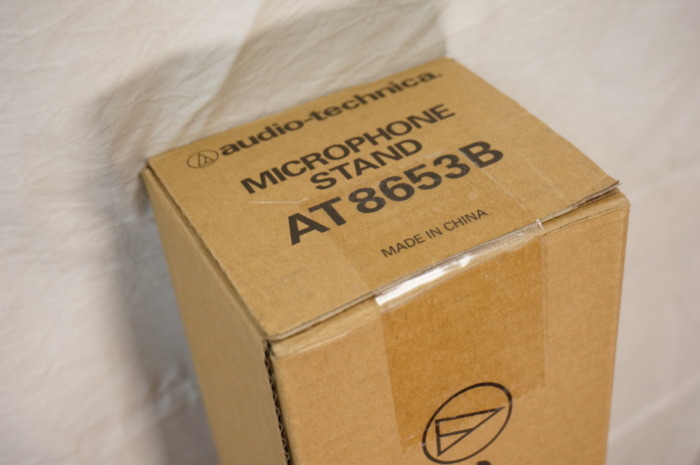 audio-technica.
MICROPHONE
STAND
AT8653B
MADE IN CHINA